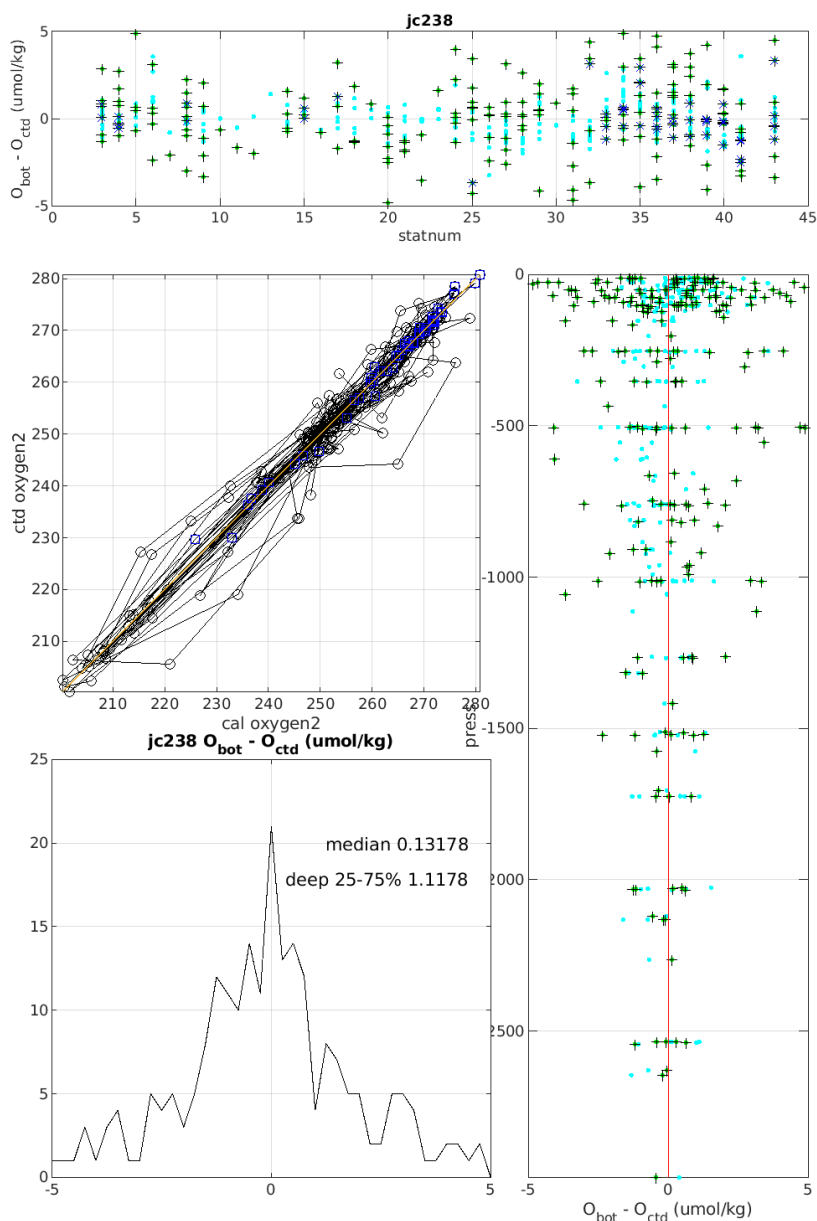 jc238
5
0
-5
O_bot - O_ctd (umol/kg)
0 5 10 15 20 25 30 35 40 45
statnum
280
270
260
250
240
230
220
210
ctd oxygen2
210 220 230 240 250 260 270 280
cal oxygen2
0
-500
-1000
-1500
2000
2500
press
-5 0 5
O_bot - O_ctd (umol/kg)
jc238 O_bot - O_ctd (umol/kg)
25
20
15
10
5
0
median 0.13178
deep 25-75% 1.1178
-5 0 5